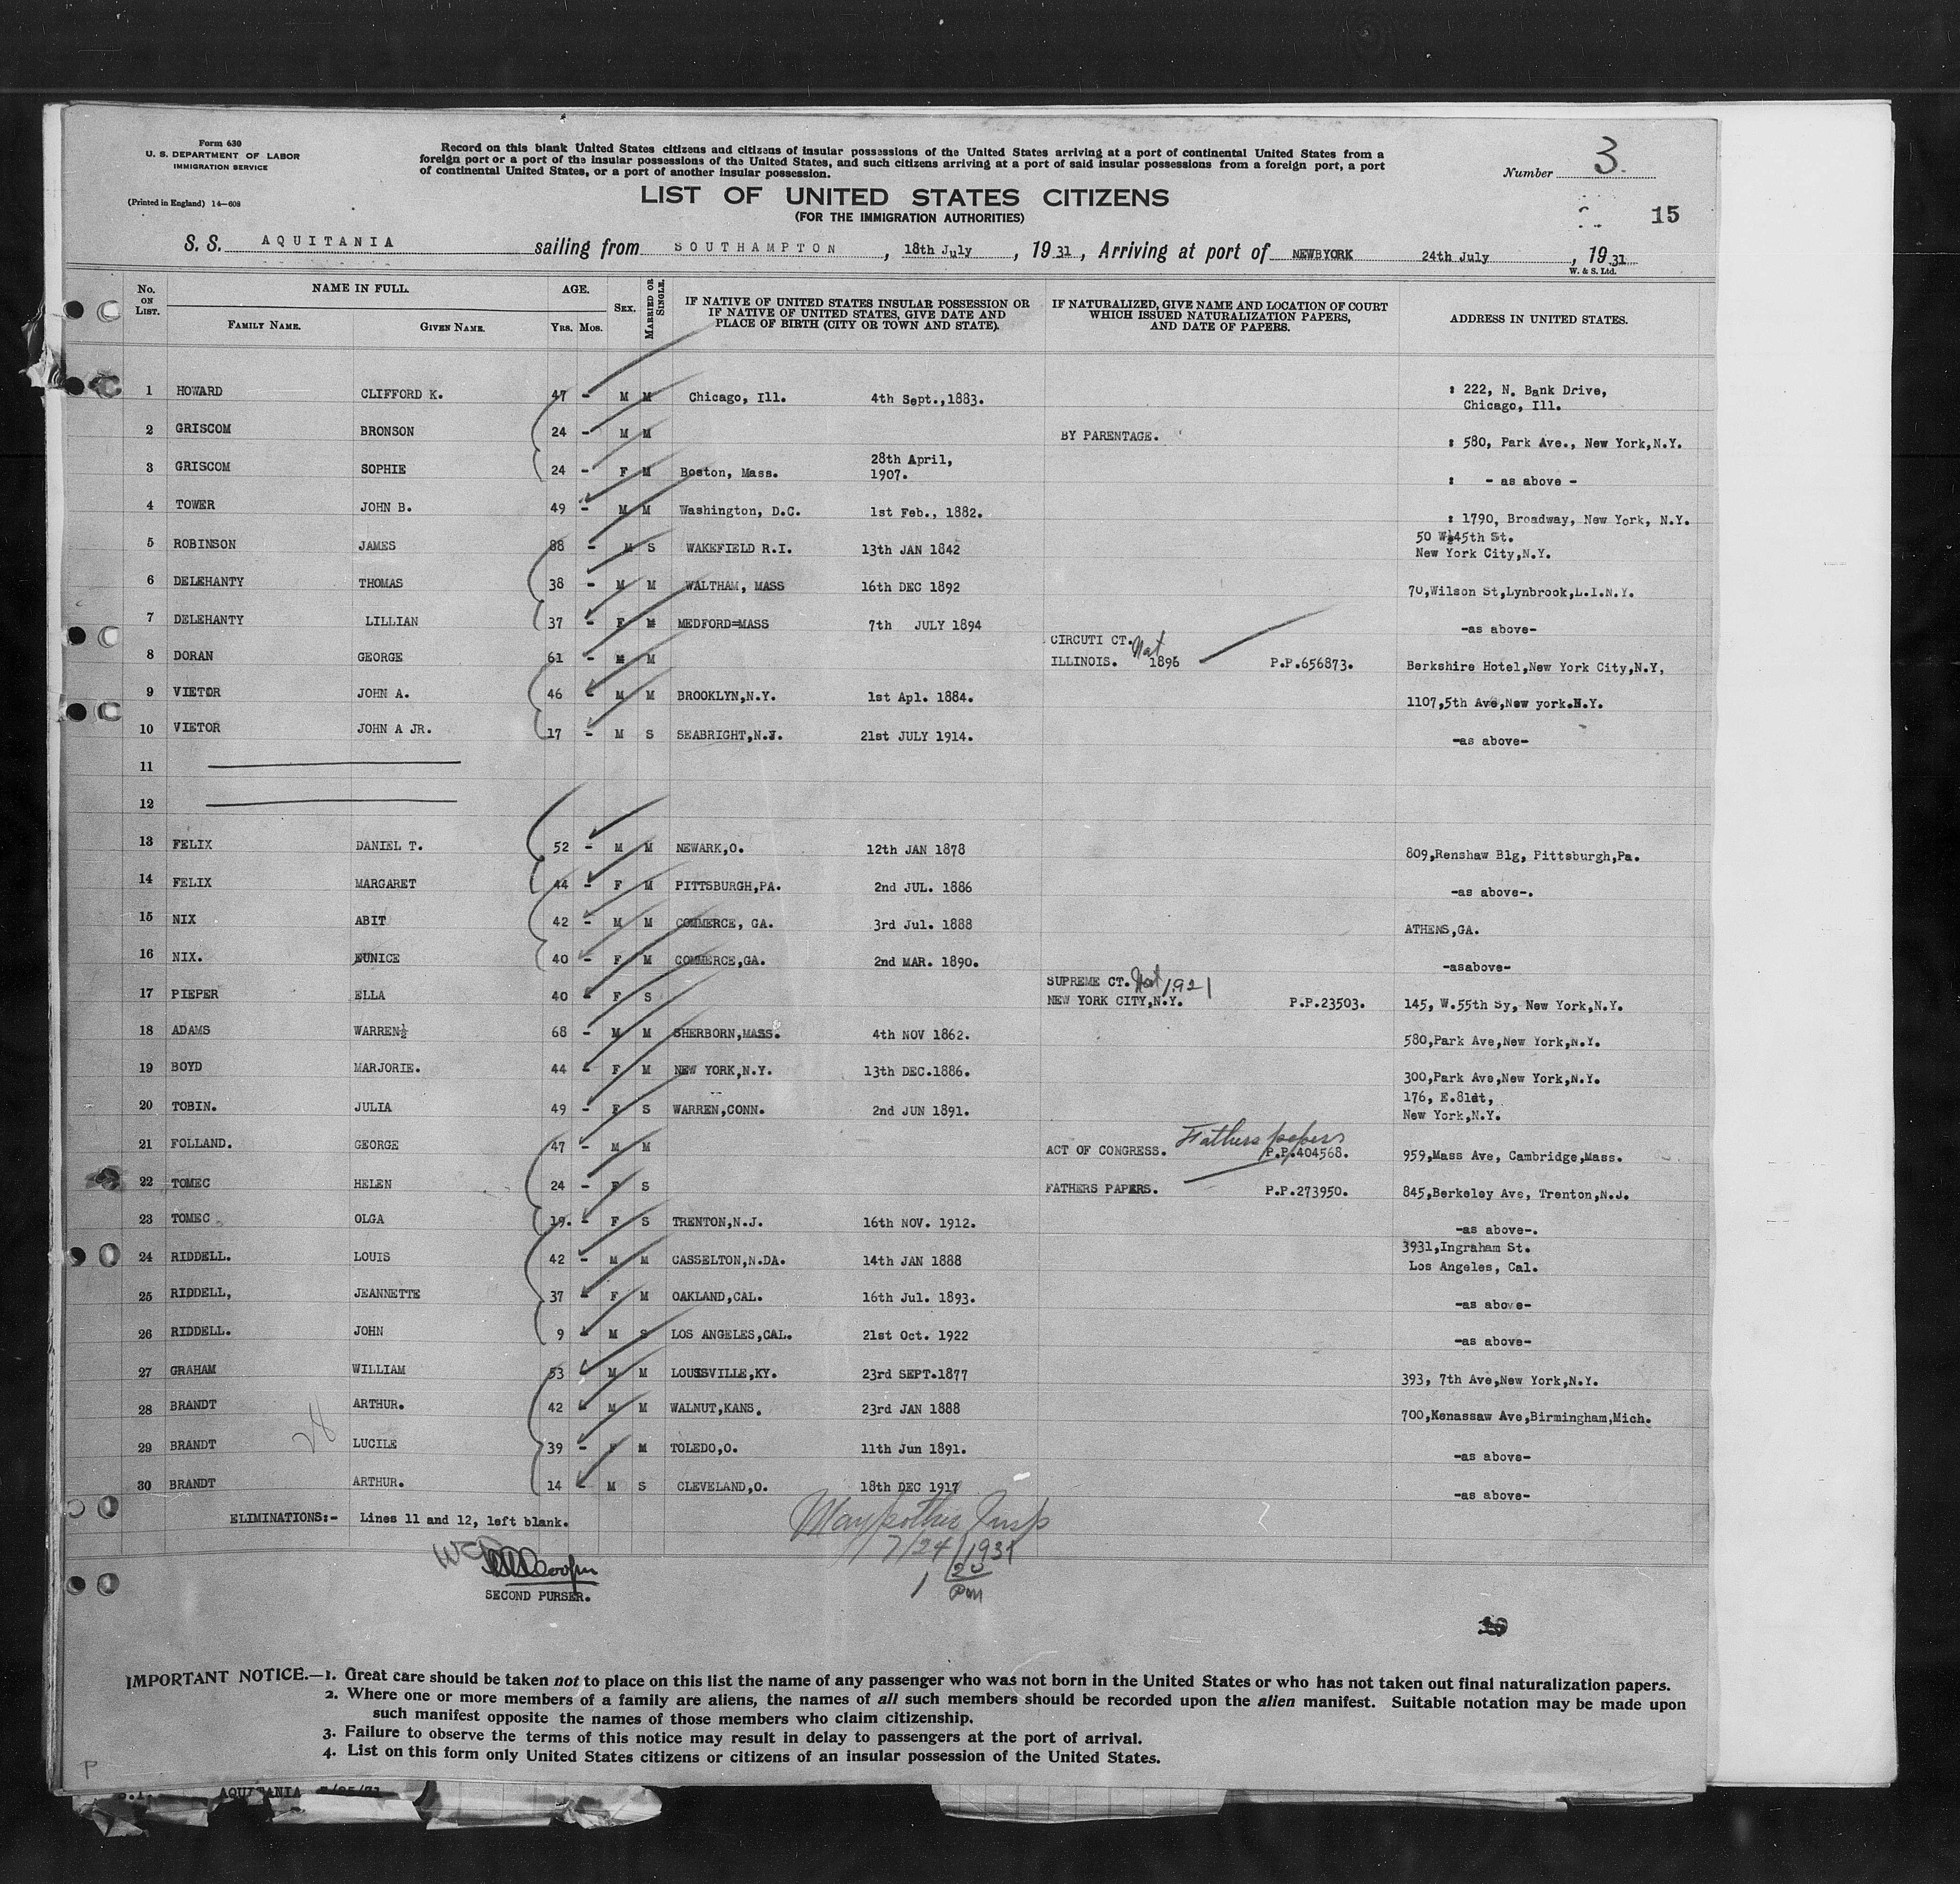 Form 630
U. S. DEPARTMENT OF LABOR
IMMIGRATION SERVICE
(Printed in England) 14—608
Record on this blank United States citizens and citizens of insular possessions of the United States arriving at a port of continental United States from a
foreign port or a port of the insular possessions of the United States, and such citizens arriving at a port of said insular possessions from a foreign port, a port
of continental United States, or a port of another insular possession.
Number 3
LIST OF UNITED STATES CITIZENS
(FOR THE IMMIGRATION AUTHORITIES)
15
S. S. AQUITANIA sailing from SOUTHAMPTON, 18th July, 1931, Arriving at port of NEWBYORK 24th July, 1931
W. & S. Ltd.
No. ON LIST. NAME IN FULL. FAMILY NAME. GIVEN NAME. AGE. YRS. MOS. SEX. MARRIED OR SINGLE. IF NATIVE OF UNITED STATES INSULAR POSSESSION OR IF NATIVE OF UNITED STATES, GIVE DATE AND PLACE OF BIRTH (CITY OR TOWN AND STATE). IF NATURALIZED, GIVE NAME AND LOCATION OF COURT WHICH ISSUED NATURALIZATION PAPERS, AND DATE OF PAPERS. ADDRESS IN UNITED STATES.
1 HOWARD CLIFFORD K. 47 - M M Chicago, Ill. 4th Sept.,1883. : 222, N. Bank Drive,
Chicago, Ill.
2 GRISCOM BRONSON 24 - M M BY PARENTAGE. : 580, Park Ave., New York,N.Y.
3 GRISCOM SOPHIE 24 - F M Boston, Mass. 28th April,
1907. : - as above -
4 TOWER JOHN B. 49 - M M Washington, D.C. 1st Feb., 1882. : 1790, Broadway, New York, N.Y.
5 ROBINSON JAMES 88 - M S WAKEFIELD R.I. 13th JAN 1842 50 W 45th St.
New York City,N.Y.
6 DELEHANTY THOMAS 38 - M M WALTHAM, MASS 16th DEC 1892 70,Wilson St,Lynbrook,L.I.N.Y.
7 DELEHANTY LILLIAN 37 - F M MEDFORD=MASS 7th JULY 1894 -as above-
8 DORAN GEORGE 61 - M M CIRCUTI CT. Nat
ILLINOIS. 1896 P.P.656873. Berkshire Hotel,New York City,N.Y,
9 VIETOR JOHN A. 46 - M M BROOKLYN,N.Y. 1st Apl. 1884. 1107,5th Ave,New york.N.Y.
10 VIETOR JOHN A JR. 17 - M S SEABRIGHT,N.J. 21st JULY 1914. -as above-
11
12
13 FELIX DANIEL T. 52 - M M NEWARK,O. 12th JAN 1878 809,Renshaw Blg, Pittsburgh,Pa.
14 FELIX MARGARET 44 - F M PITTSBURGH,PA. 2nd JUL. 1886 -as above-.
15 NIX ABIT 42 - M M COMMERCE, GA. 3rd Jul. 1888 ATHENS,GA.
16 NIX. EUNICE 40 - F M COMMERCE,GA. 2nd MAR. 1890. -asabove-
17 PIEPER ELLA 40 - F S SUPREME CT. Nat 1921
NEW YORK CITY,N.Y. P.P.23503. 145, W.55th Sy, New York,N.Y.
18 ADAMS WARREN½ 68 - M M SHERBORN,MASS. 4th NOV 1862. 580,Park Ave,New York,N.Y.
19 BOYD MARJORIE. 44 - F M NEW YORK,N.Y. 13th DEC.1886. 300,Park Ave,New York,N.Y.
20 TOBIN. JULIA 49 - F S WARREN,CONN. 2nd JUN 1891. 176, E.81dt,
New York,N.Y.
21 FOLLAND. GEORGE 47 - M M ACT OF CONGRESS. Fathers papers
P.P.404568. 959,Mass Ave, Cambridge,Mass.
22 TOMEC HELEN 24 - F S FATHERS PAPERS. P.P.273950. 845,Berkeley Ave, Trenton,N.J.
23 TOMEC OLGA 19. - F S TRENTON,N.J. 16th NOV. 1912. -as above-.
24 RIDDELL. LOUIS 42 - M M CASSELTON,N.DA. 14th JAN 1888 3931,Ingraham St.
Los Angeles, Cal.
25 RIDDELL, JEANNETTE 37 - F M OAKLAND,CAL. 16th Jul. 1893. -as above-
26 RIDDELL. JOHN 9 - M S LOS ANGELES,CAL. 21st Oct. 1922 -as above-
27 GRAHAM WILLIAM 53 - M M LOUSSVILLE,KY. 23rd SEPT.1877 393, 7th Ave,New York,N.Y.
28 BRANDT ARTHUR. 42 - M M WALNUT,KANS. 23rd JAN 1888 700,Kenassaw Ave,Birmingham,Mich.
29 BRANDT LUCILE 39 - F M TOLEDO,O. 11th Jun 1891. -as above-
30 BRANDT ARTHUR. 14 - M S CLEVELAND,O. 18th DEC 1917 -as above-
28
ELIMINATIONS:- Lines 11 and 12, left blank.
Insp
7/24/1931
1 20
pm
Cooper
SECOND PURSER.
IMPORTANT NOTICE.—1. Great care should be taken not to place on this list the name of any passenger who was not born in the United States or who has not taken out final naturalization papers.
2. Where one or more members of a family are aliens, the names of all such members should be recorded upon the alien manifest. Suitable notation may be made upon
such manifest opposite the names of those members who claim citizenship.
3. Failure to observe the terms of this notice may result in delay to passengers at the port of arrival.
4. List on this form only United States citizens or citizens of an insular possession of the United States.
P
AQUITANIA